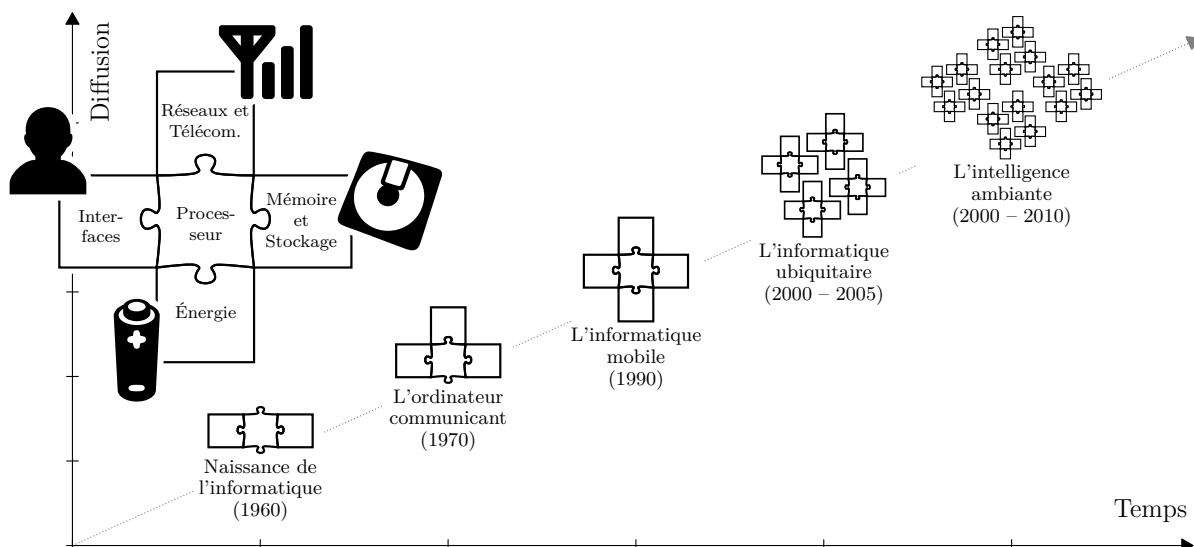 Diffusion
Réseaux et
Télécom.
Inter-
faces
Proces-
seur
Mémoire
et
Stockage
Énergie
Naissance de
l'informatique
(1960)
L'ordinateur
communicant
(1970)
L'informatique
mobile
(1990)
L'informatique
ubiquitaire
(2000 – 2005)
L'intelligence
ambiante
(2000 – 2010)
Temps